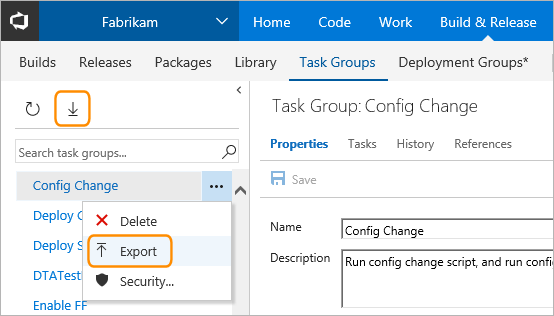 Fabrikam Home Code Work Build & Release
Builds Releases Packages Library Task Groups Deployment Groups*
Task Group: Config Change
Properties Tasks History References
Search task groups...
Save
Config Change ...
Deploy
Deploy
DTATest
Enable FF
Delete
Export
Security...
Name Config Change
Description Run config change script, and run confi